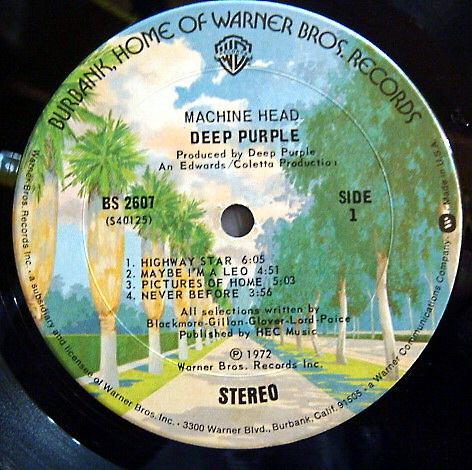 BURBANK, HOME OF WARNER BROS. RECORDS
WB
MACHINE HEAD
DEEP PURPLE
Produced by Deep Purple
An Edwards/Coletta Production
BS 2607
(S40125)
SIDE
1
1. HIGHWAY STAR 6:05
2. MAYBE I'M A LEO 4:51
3. PICTURES OF HOME 5:03
4. NEVER BEFORE 3:56
All selections written by
Blackmore-Gillan-Glover-Lord-Paice
Published by HEC Music
℗ 1972
Warner Bros. Records Inc.
STEREO
Warner Bros. Records Inc. • a subsidiary and licensee of Warner Bros. Inc. • 3300 Warner Blvd., Burbank, Calif. 91505 • a Warner Communications Company • Made in U.S.A.